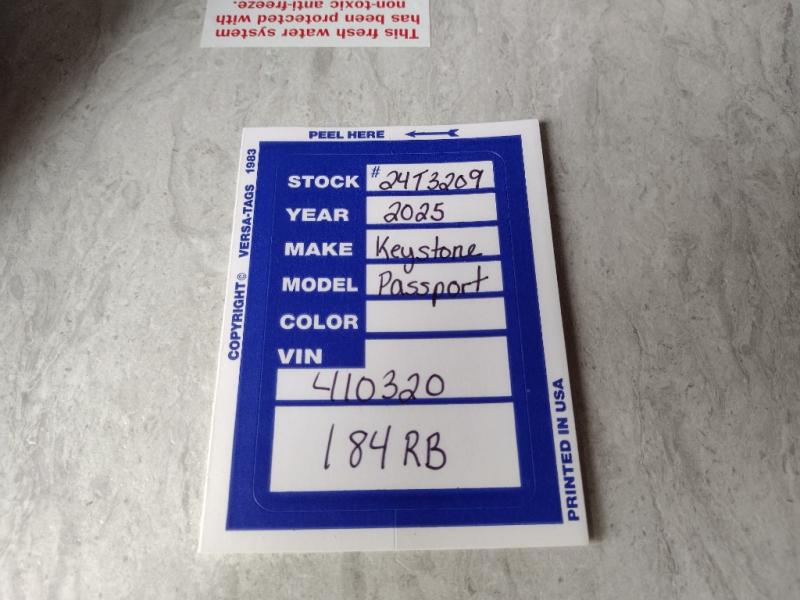 This fresh water system
has been protected with
non-toxic anti-freeze.
PEEL HERE
COPYRIGHT © VERSA-TAGS 1983
STOCK # 24T3209
YEAR 2025
MAKE Keystone
MODEL Passport
COLOR
VIN
410320
184RB
PRINTED IN USA